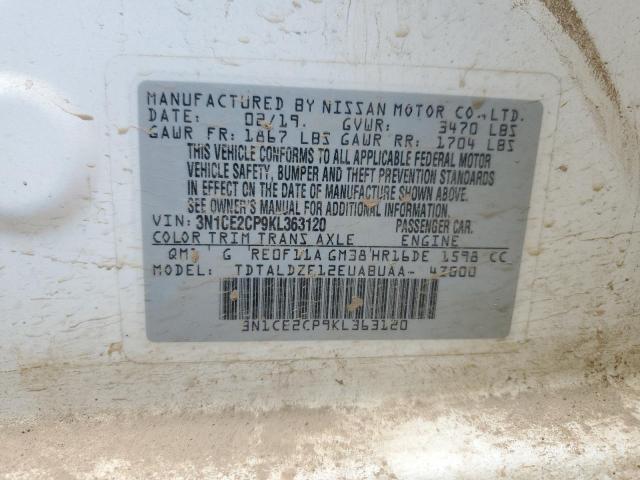 MANUFACTURED BY NISSAN MOTOR CO.,LTD.
DATE: 02/19. GVWR: 3470 LBS
GAWR FR: 1867 LBS GAWR RR: 1704 LBS
THIS VEHICLE CONFORMS TO ALL APPLICABLE FEDERAL MOTOR
VEHICLE SAFETY, BUMPER AND THEFT PREVENTION STANDARDS
IN EFFECT ON THE DATE OF MANUFACTURE SHOWN ABOVE.
SEE OWNER'S MANUAL FOR ADDITIONAL TIRE INFORMATION.
VIN: 3N1CE2CP9KL363120 PASSENGER CAR
COLOR TRIM TRANS AXLE ENGINE
QM1 G RE0F11A GM38 HR16DE 1598 CC
MODEL: TDTALDZF12EUABUAA- 43G00
3N1CE2CP9KL363120